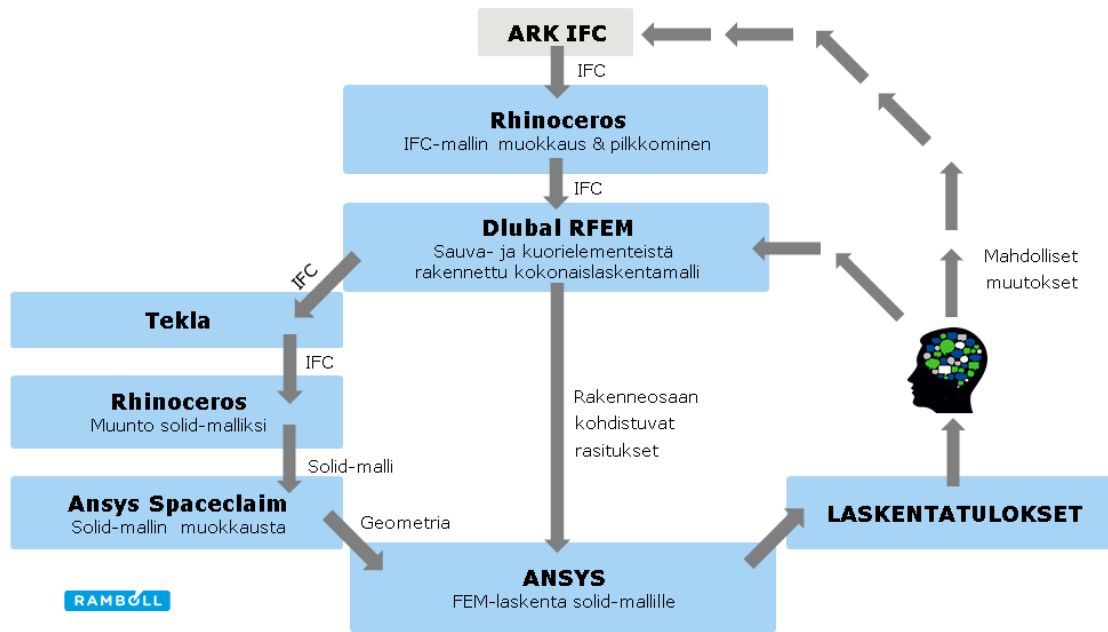 ARK IFC
IFC
Rhinoceros
IFC-mallin muokkaus & pilkkominen
IFC
Dlubal RFEM
Sauva- ja kuorielementeistä
rakennettu kokonaislaskentamalli
IFC
Tekla
IFC
Rhinoceros
Muunto solid-malliksi
Solid-malli
Ansys Spaceclaim
Solid-mallin muokkausta
Geometria
Rakenneosaan
kohdistuvat
rasitukset
ANSYS
FEM-laskenta solid-mallille
LASKENTATULOKSET
Mahdolliset
muutokset
RAMBOLL